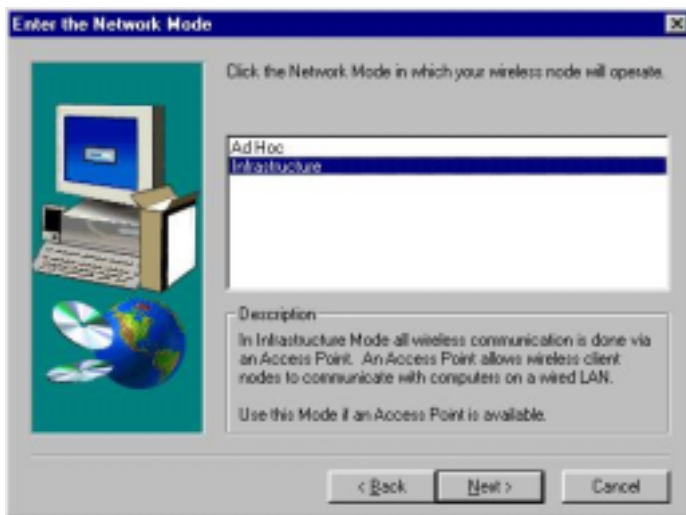 Enter the Network Mode
Click the Network Mode in which your wireless node will operate.
Ad Hoc
Infrastructure
Description
In Infrastructure Mode all wireless communication is done via
an Access Point. An Access Point allows wireless client
nodes to communicate with computers on a wired LAN.
Use this Mode if an Access Point is available.
< Back
Next >
Cancel